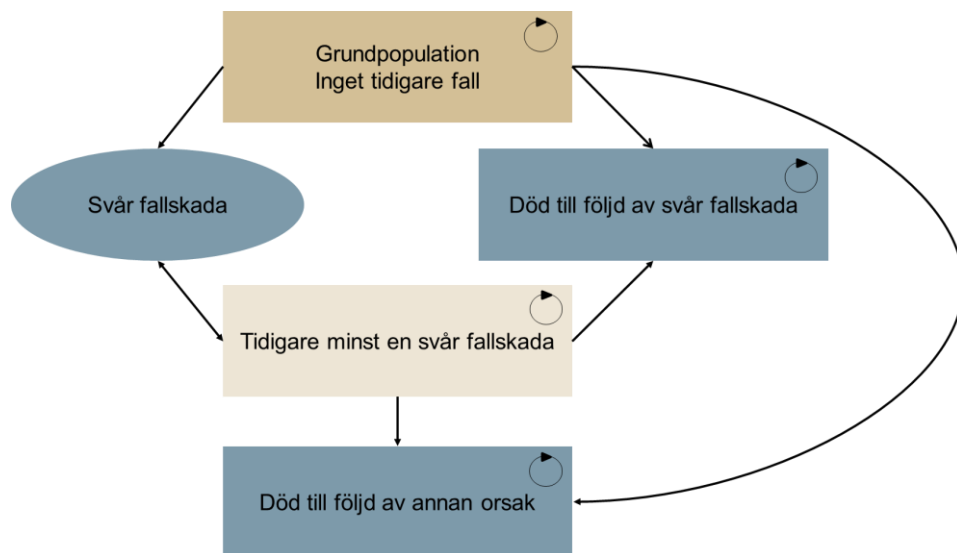 Grundpopulation
Inget tidigare fall
Svår fallskada
Död till följd av svår fallskada
Tidigare minst en svår fallskada
Död till följd av annan orsak